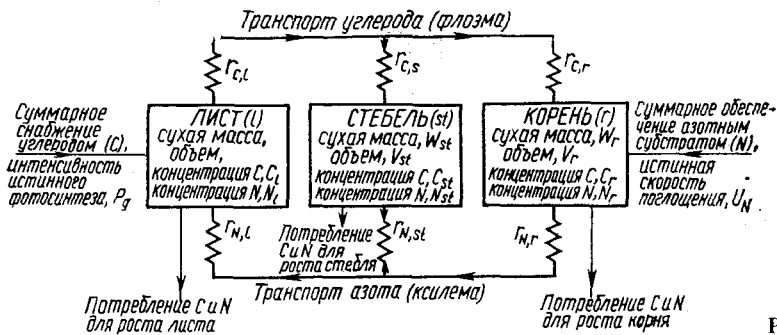 Транспорт углерода (флоэма)
r_C,l
r_C,s
r_C,r
Суммарное
снабжение
углеродом (C),
интенсивность
истинного
фотосинтеза, P_g
ЛИСТ (l)
сухая масса,
объем,
концентрация C, C_l
концентрация N, N_l
СТЕБЕЛЬ (st)
сухая масса, W_st
объем, V_st
концентрация C, C_st
концентрация N, N_st
КОРЕНЬ (r)
сухая масса, W_r
объем, V_r
концентрация C, C_r
концентрация N, N_r
Суммарное обеспе-
чение азотным
субстратом (N),
истинная
скорость
поглощения, U_N
r_N,l
Потребление
C и N для
роста стебля
r_N,st
r_N,r
Транспорт азота (ксилема)
Потребление C и N
для роста листа
Потребление C и N
для роста корня